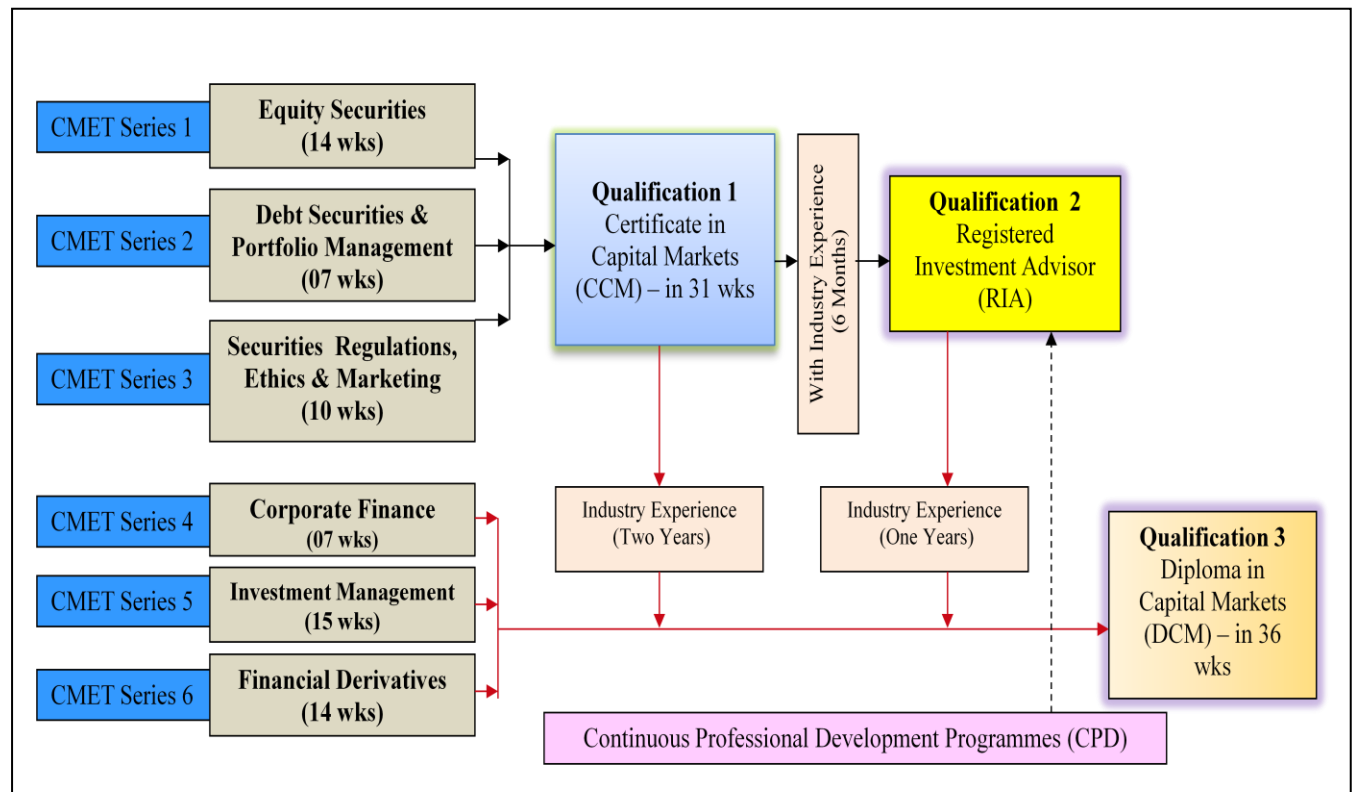 CMET Series 1
Equity Securities
(14 wks)
CMET Series 2
Debt Securities &
Portfolio Management
(07 wks)
CMET Series 3
Securities Regulations,
Ethics & Marketing
(10 wks)
Qualification 1
Certificate in
Capital Markets
(CCM) – in 31 wks
With Industry Experience
(6 Months)
Qualification 2
Registered
Investment Advisor
(RIA)
CMET Series 4
Corporate Finance
(07 wks)
CMET Series 5
Investment Management
(15 wks)
CMET Series 6
Financial Derivatives
(14 wks)
Industry Experience
(Two Years)
Industry Experience
(One Years)
Qualification 3
Diploma in
Capital Markets
(DCM) – in 36
wks
Continuous Professional Development Programmes (CPD)